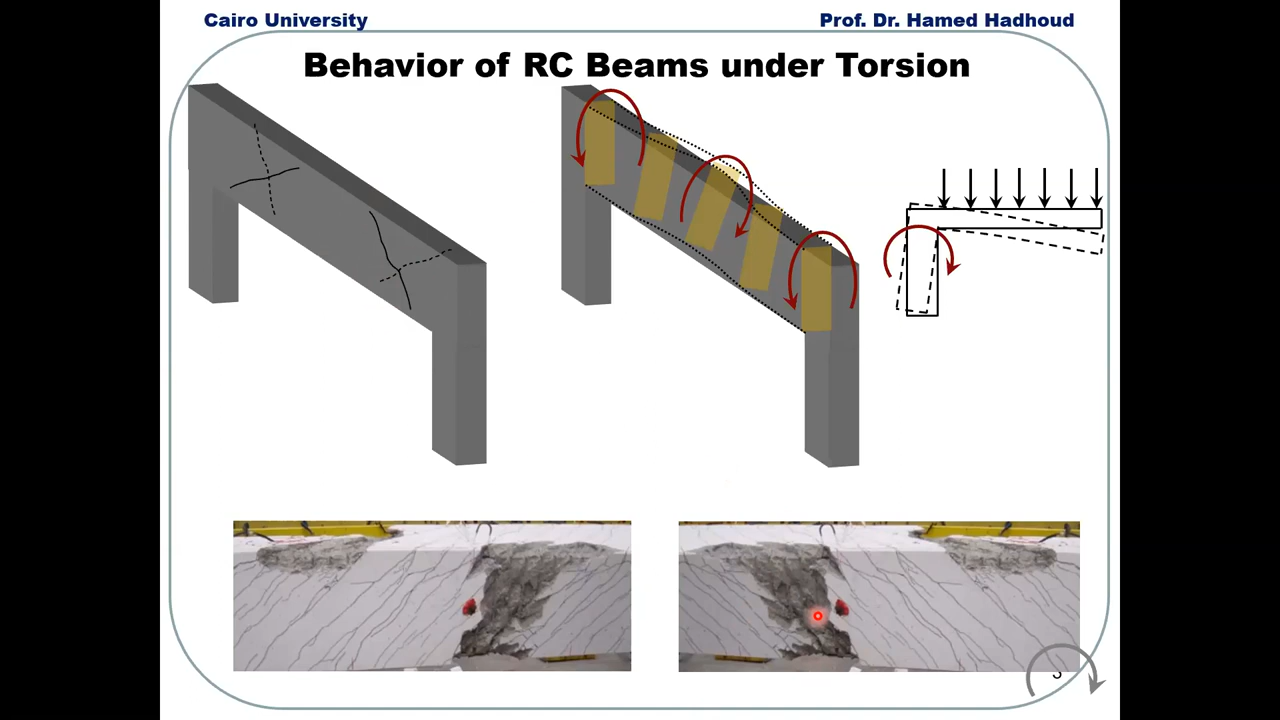 Cairo University
Prof. Dr. Hamed Hadhoud
Behavior of RC Beams under Torsion